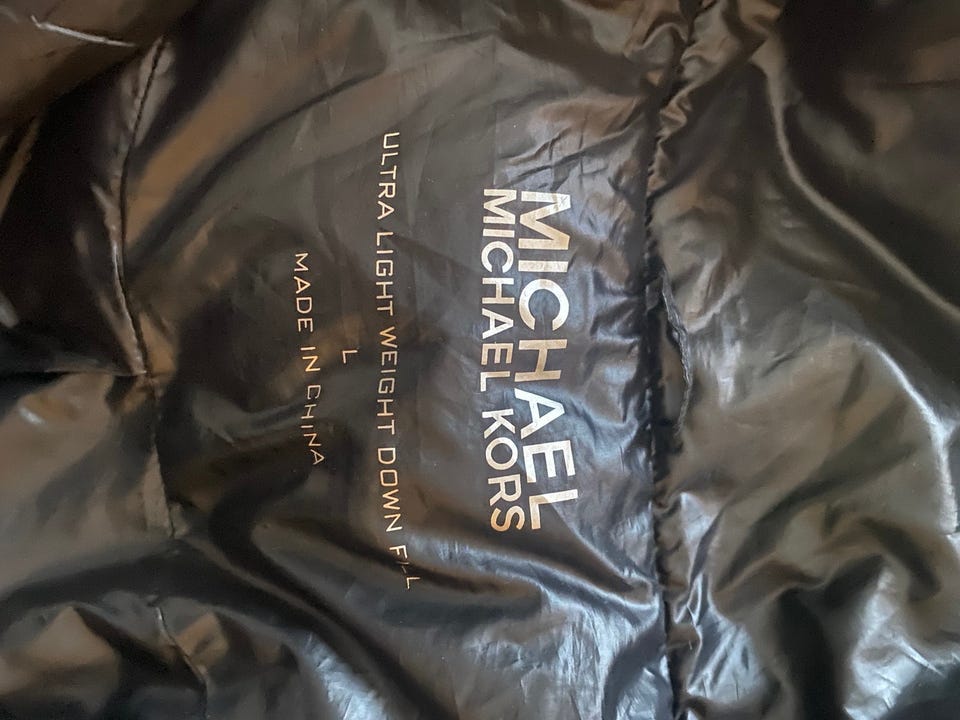 MICHAEL
MICHAEL KORS
ULTRA LIGHT WEIGHT DOWN FILL
L
MADE IN CHINA